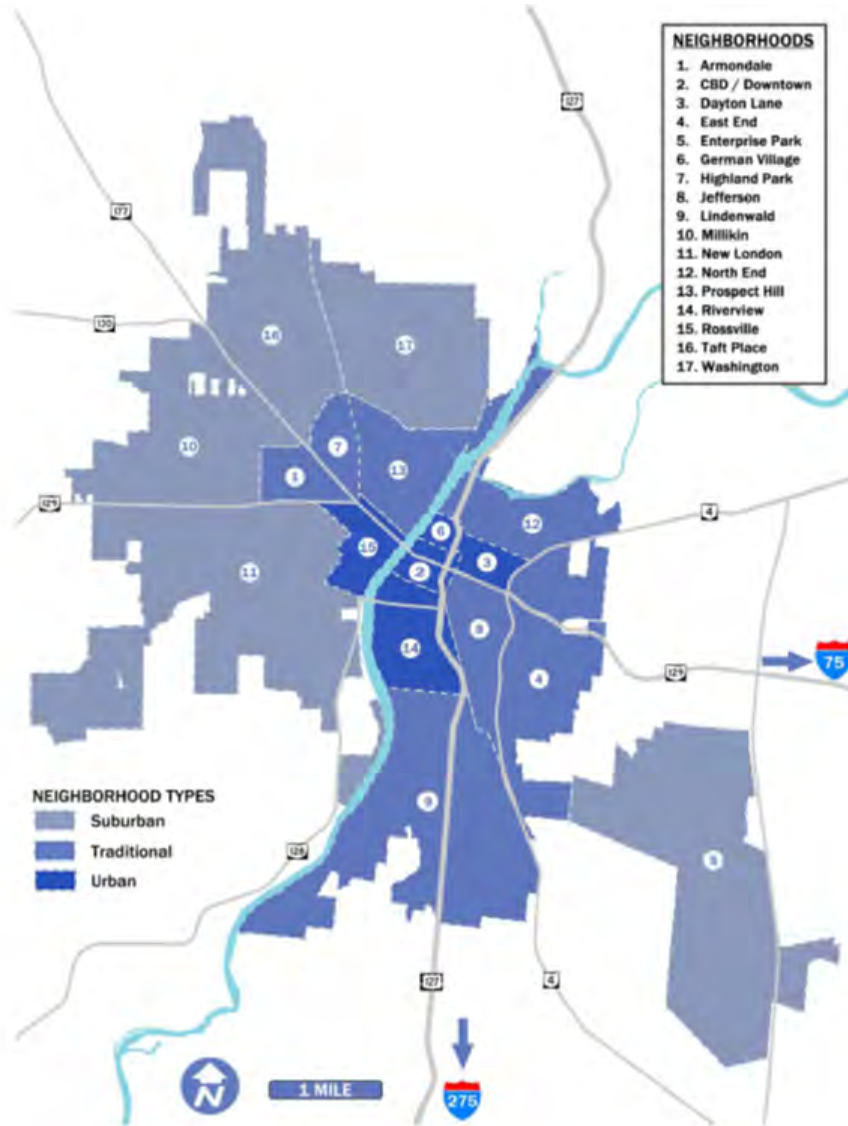 NEIGHBORHOODS
1. Armondale
2. CBD / Downtown
3. Dayton Lane
4. East End
5. Enterprise Park
6. German Village
7. Highland Park
8. Jefferson
9. Lindenwald
10. Millikin
11. New London
12. North End
13. Prospect Hill
14. Riverview
15. Rossville
16. Taft Place
17. Washington
127
177
130
16
17
7
10
13
1
129
4
12
6
15
3
2
11
8
14
4
75
129
NEIGHBORHOOD TYPES
Suburban
Traditional
Urban
9
128
5
127
4
N
1 MILE
275